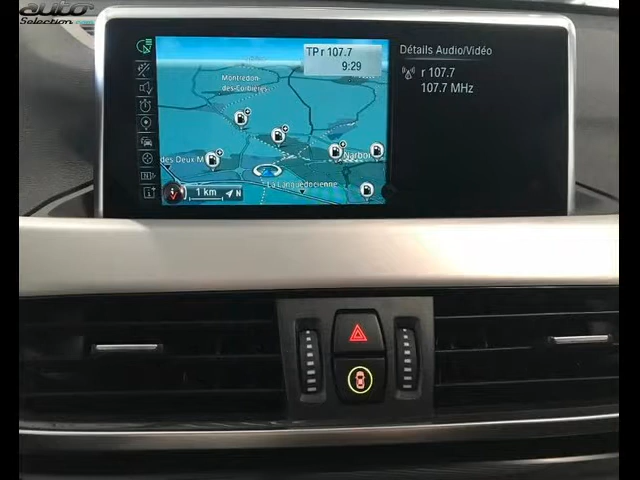 auto
Selection.com
TP r 107.7
9:29
Détails Audio/Vidéo
r 107.7
107.7 MHz
Montredon-
des-Corbières
des Deux M
Narbo
La Languedocienne
1 km
N
N
i